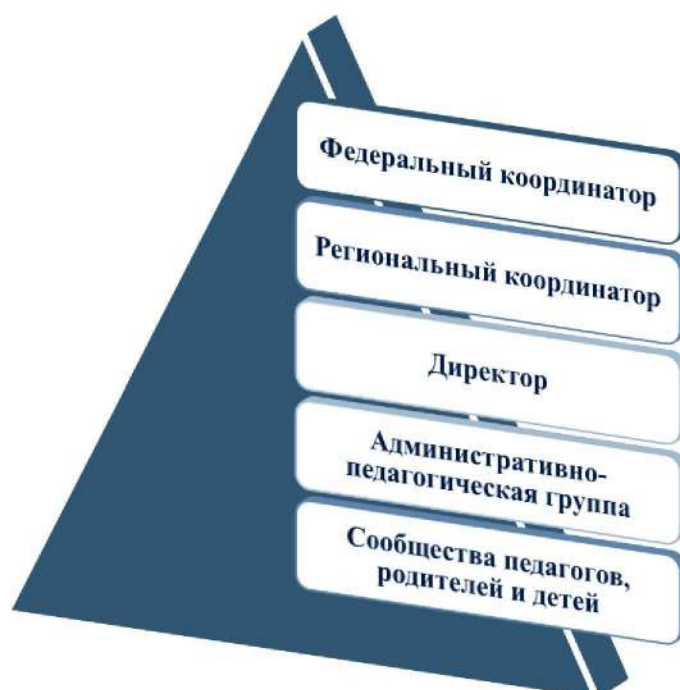 Федеральный координатор
Региональный координатор
Директор
Административно-
педагогическая группа
Сообщества педагогов,
родителей и детей